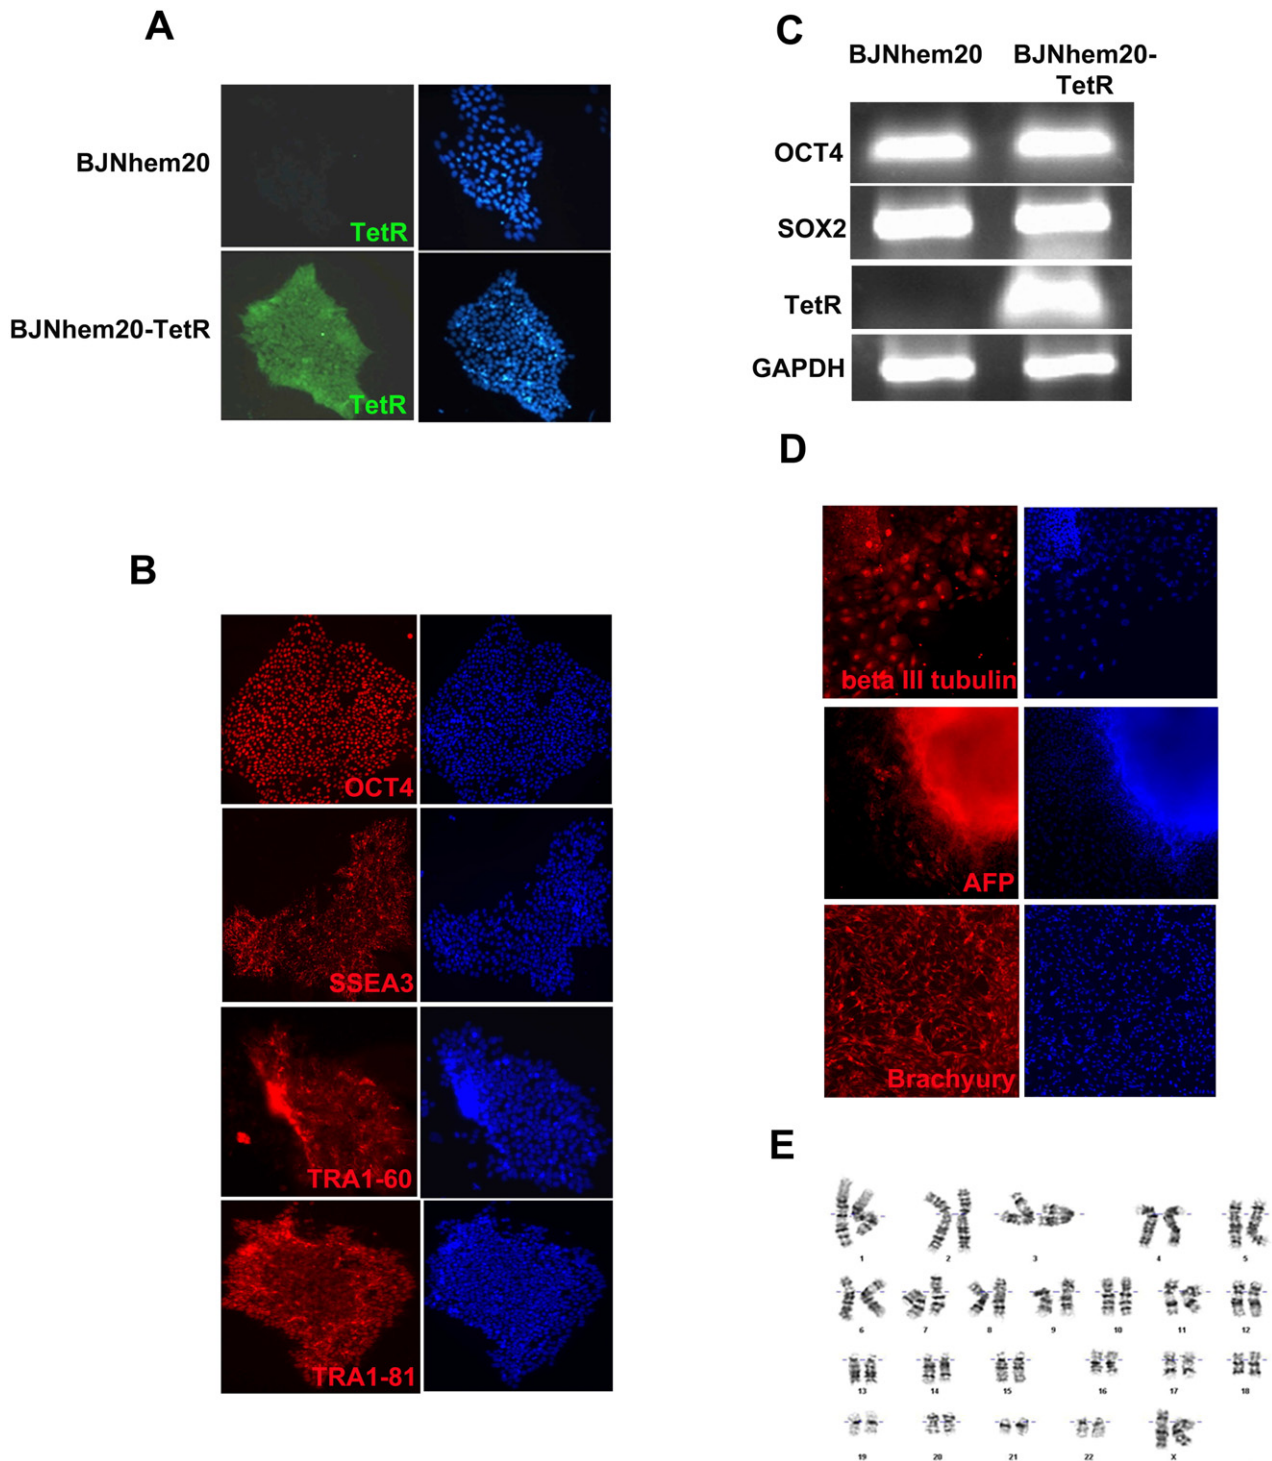 A
BJNhem20
TetR
BJNhem20-TetR
TetR
B
OCT4
SSEA3
TRA1-60
TRA1-81
C
BJNhem20
BJNhem20-
TetR
OCT4
SOX2
TetR
GAPDH
D
beta III tubulin
AFP
Brachyury
E
1 2 3 4 5
6 7 8 9 10 11 12
13 14 15 16 17 18
19 20 21 22 X